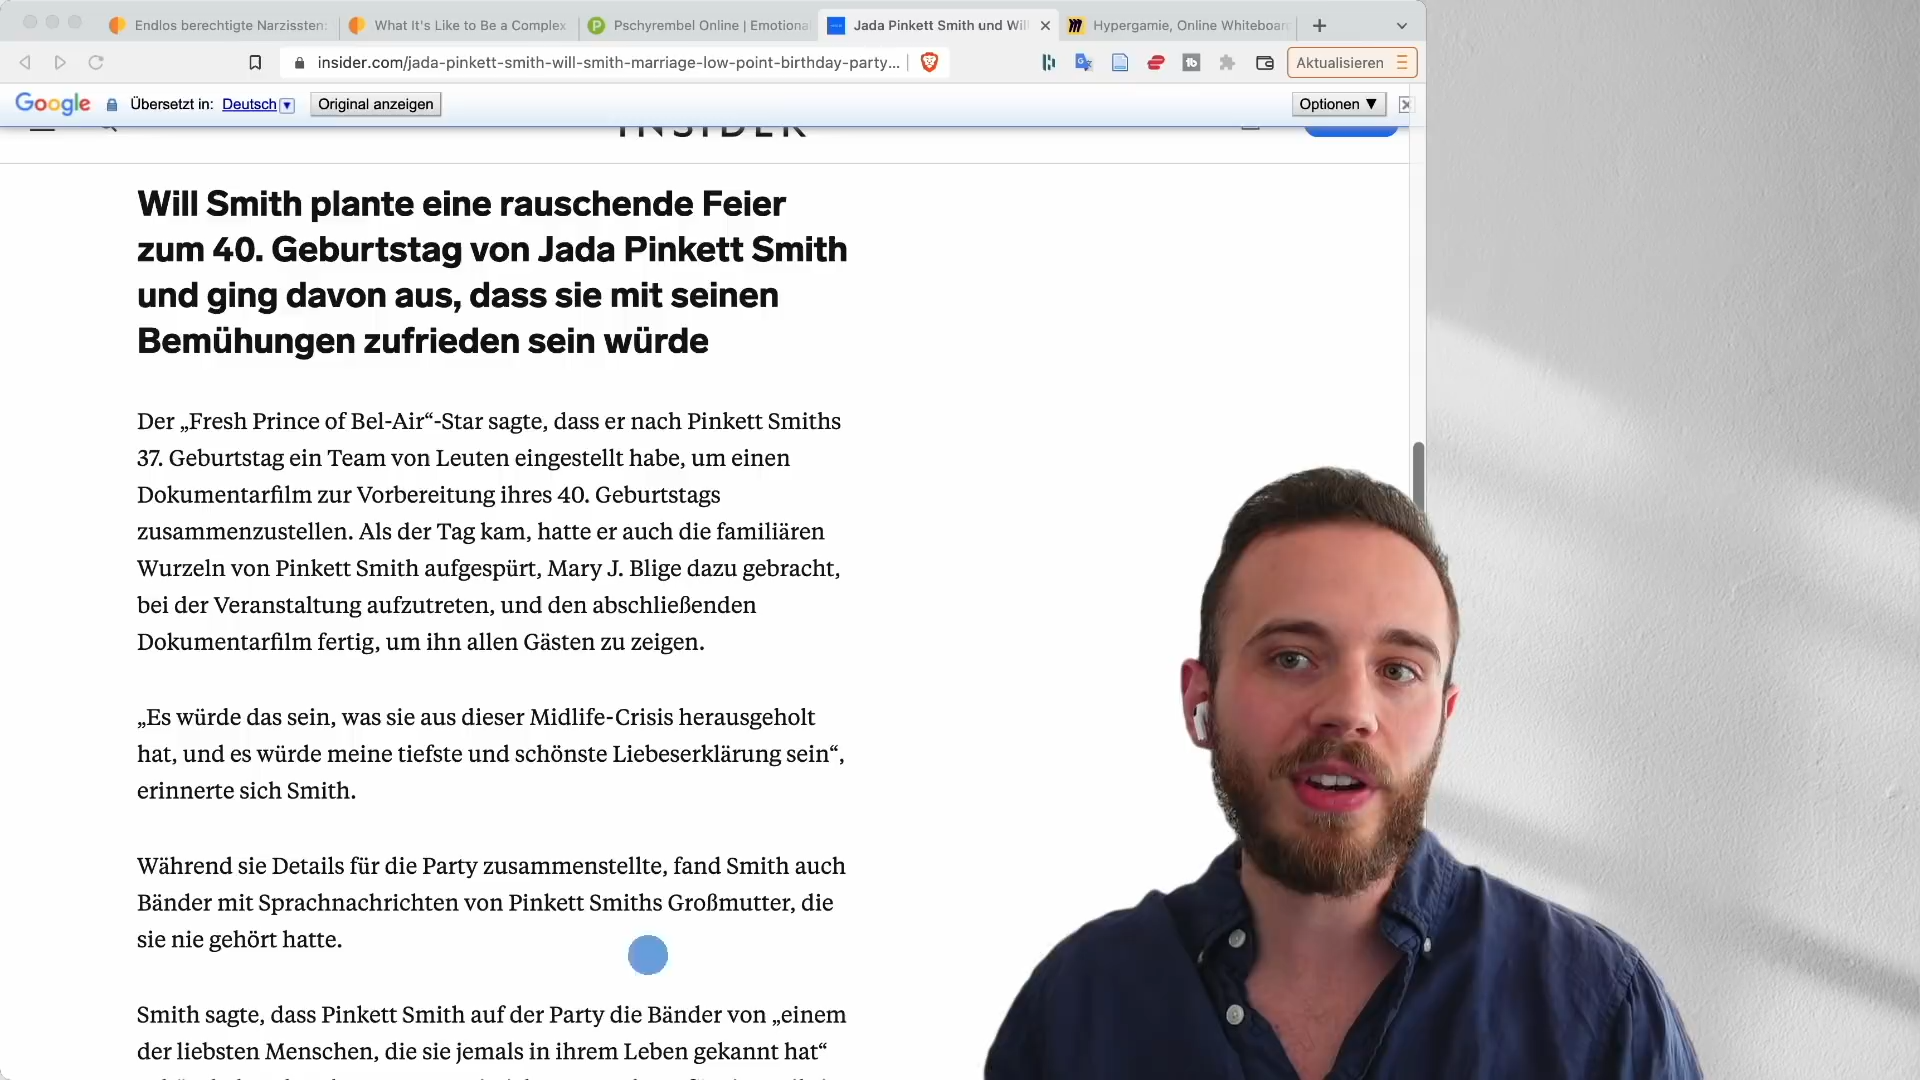 Endlos berechtigte Narzissten:
What It's Like to Be a Complex
Pschyrembel Online | Emotiona
Jada Pinkett Smith und Wil
Hypergamie, Online Whiteboar
insider.com/jada-pinkett-smith-will-smith-marriage-low-point-birthday-party...
Aktualisieren
Google Übersetzt in: Deutsch Original anzeigen Optionen ▼
INSIDER
Will Smith plante eine rauschende Feier
zum 40. Geburtstag von Jada Pinkett Smith
und ging davon aus, dass sie mit seinen
Bemühungen zufrieden sein würde
Der „Fresh Prince of Bel-Air“-Star sagte, dass er nach Pinkett Smiths
37. Geburtstag ein Team von Leuten eingestellt habe, um einen
Dokumentarfilm zur Vorbereitung ihres 40. Geburtstags
zusammenzustellen. Als der Tag kam, hatte er auch die familiären
Wurzeln von Pinkett Smith aufgespürt, Mary J. Blige dazu gebracht,
bei der Veranstaltung aufzutreten, und den abschließenden
Dokumentarfilm fertig, um ihn allen Gästen zu zeigen.
„Es würde das sein, was sie aus dieser Midlife-Crisis herausgeholt
hat, und es würde meine tiefste und schönste Liebeserklärung sein“,
erinnerte sich Smith.
Während sie Details für die Party zusammenstellte, fand Smith auch
Bänder mit Sprachnachrichten von Pinkett Smiths Großmutter, die
sie nie gehört hatte.
Smith sagte, dass Pinkett Smith auf der Party die Bänder von „einem
der liebsten Menschen, die sie jemals in ihrem Leben gekannt hat“